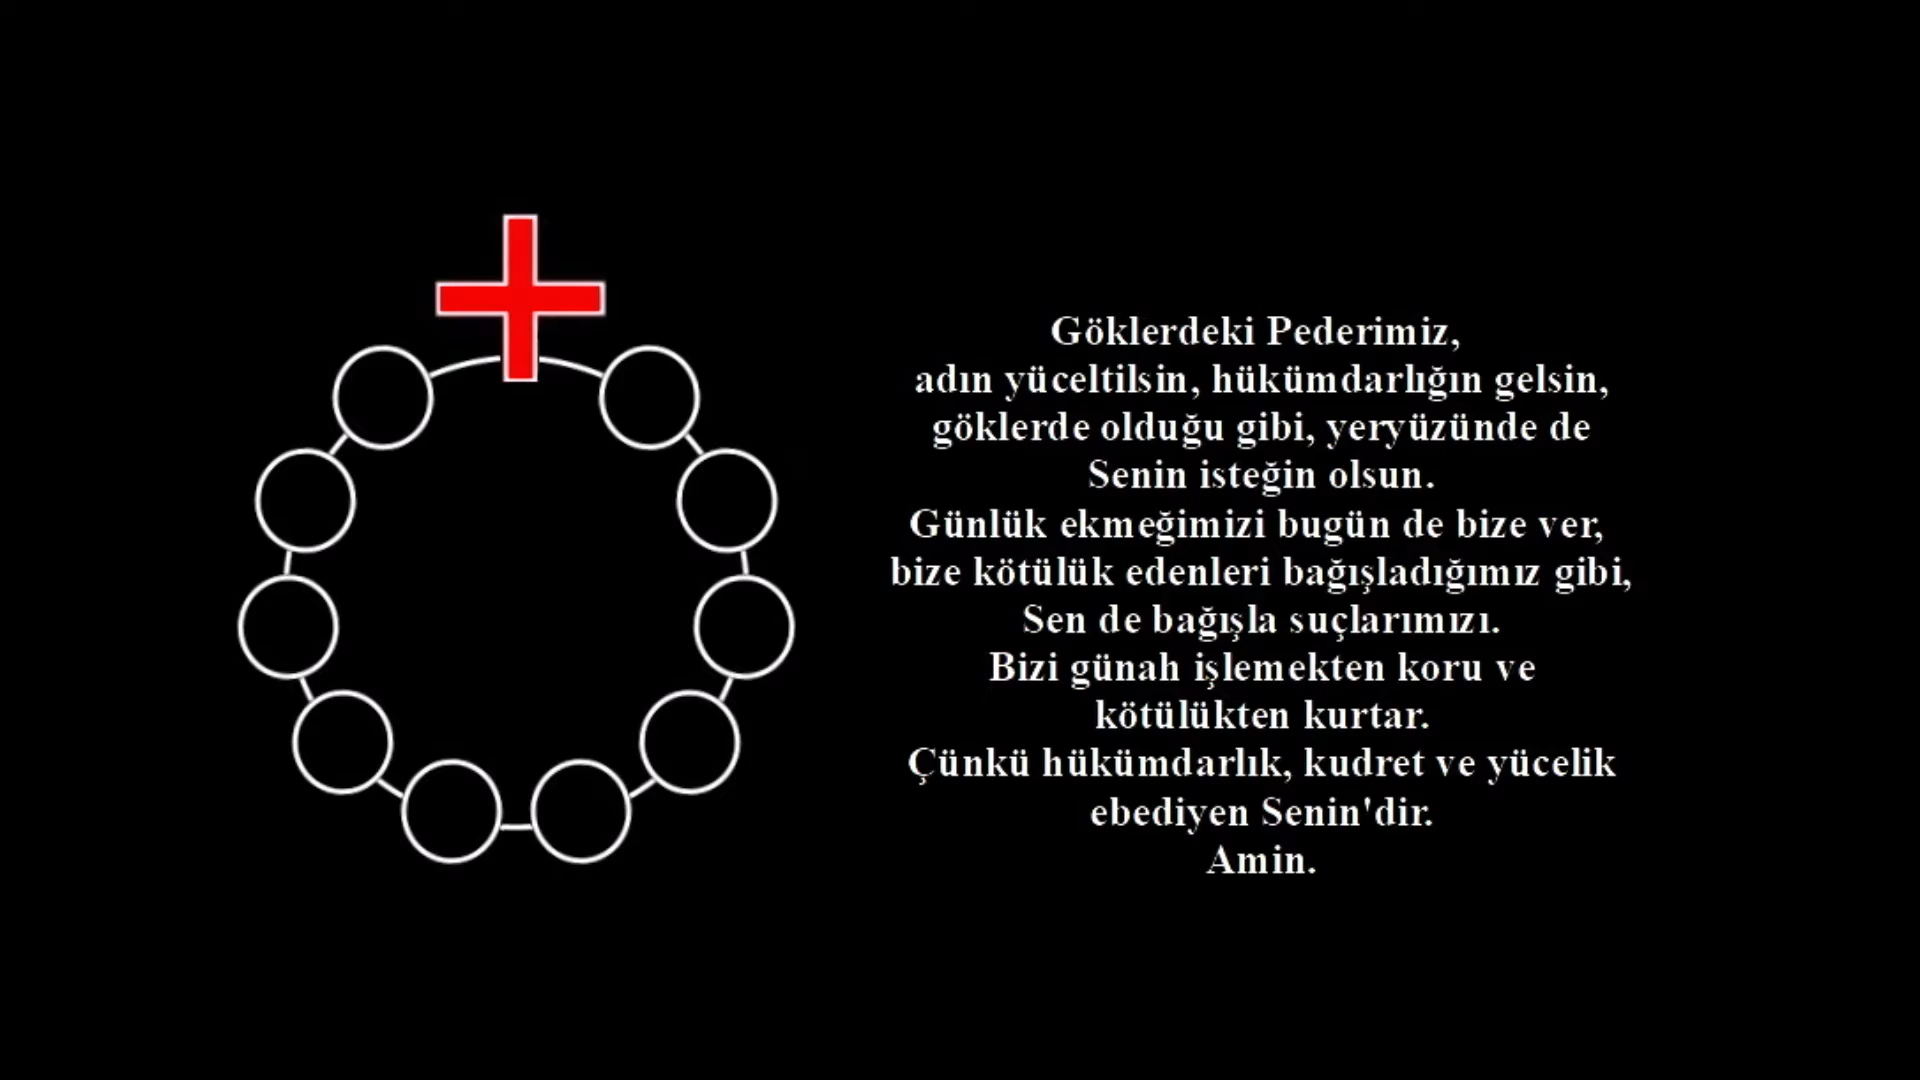 Göklerdeki Pederimiz,
adın yüceltilsin, hükümdarlığın gelsin,
göklerde olduğu gibi, yeryüzünde de
Senin isteğin olsun.
Günlük ekmeğimizi bugün de bize ver,
bize kötülük edenleri bağışladığımız gibi,
Sen de bağışla suçlarımızı.
Bizi günah işlemekten koru ve
kötülükten kurtar.
Çünkü hükümdarlık, kudret ve yücelik
ebediyen Senin'dir.
Amin.